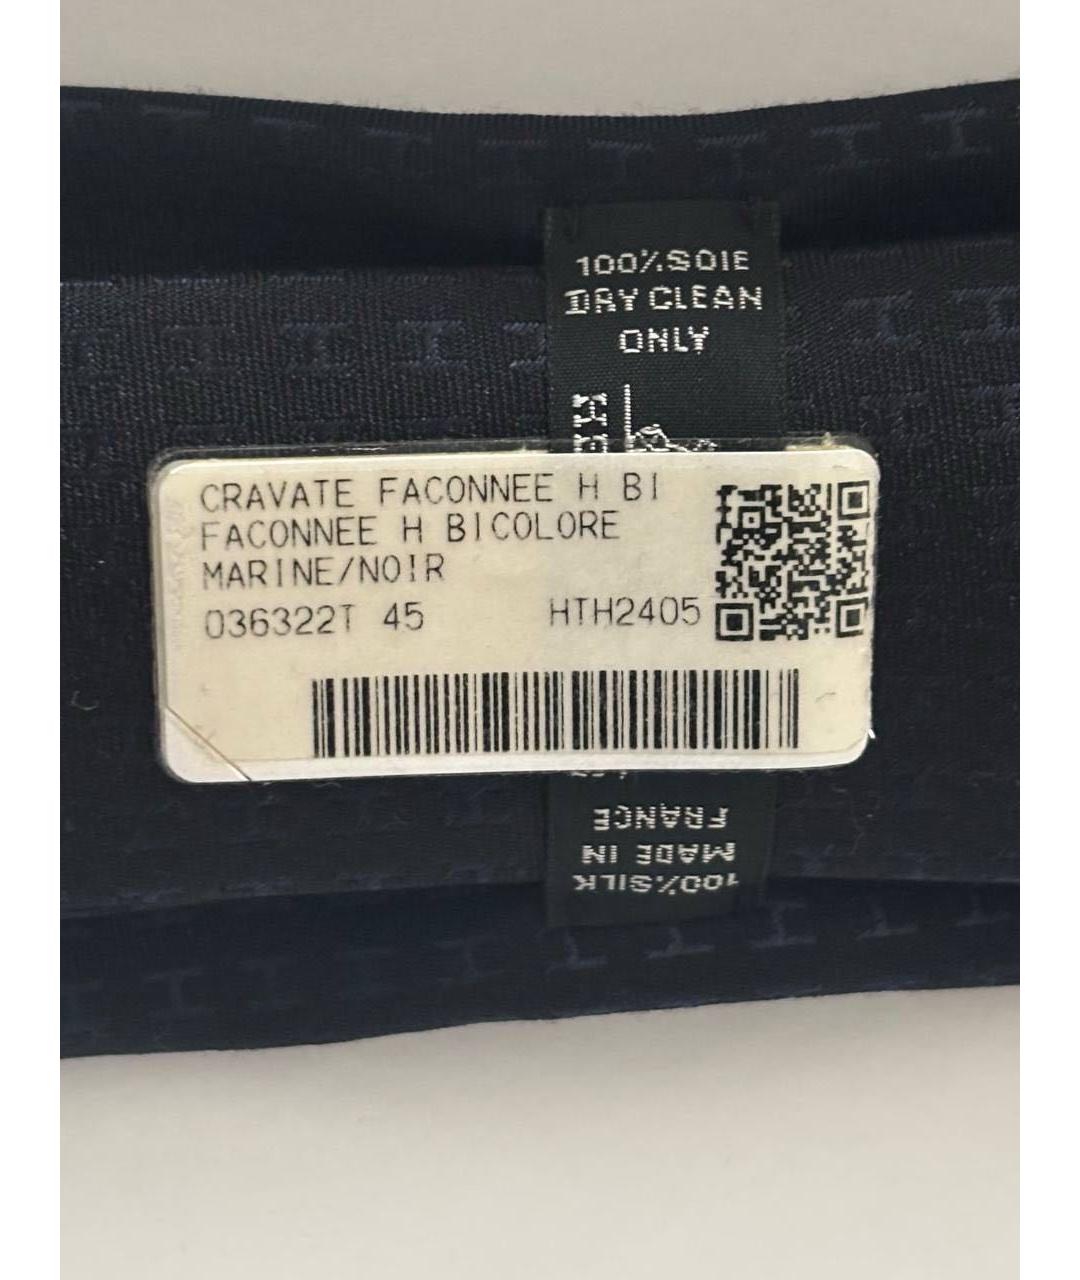 100%SOIE
DRY CLEAN
ONLY
CRAVATE FACONNEE H BI
FACONNEE H BICOLORE
MARINE/NOIR
036322T 45 HTH2405
100%SILK
MADE IN
FRANCE